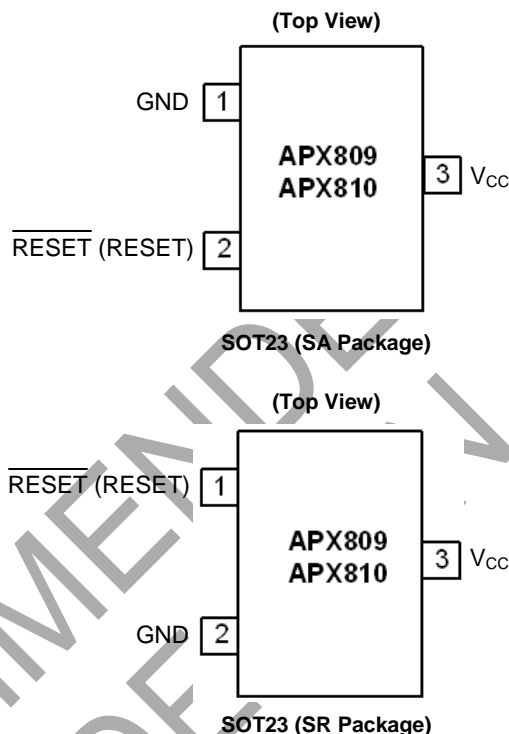 (Top View)
GND 1
APX809
APX810
3 VCC
RESET (RESET) 2
SOT23 (SA Package)
(Top View)
RESET (RESET) 1
APX809
APX810
3 VCC
GND 2
SOT23 (SR Package)